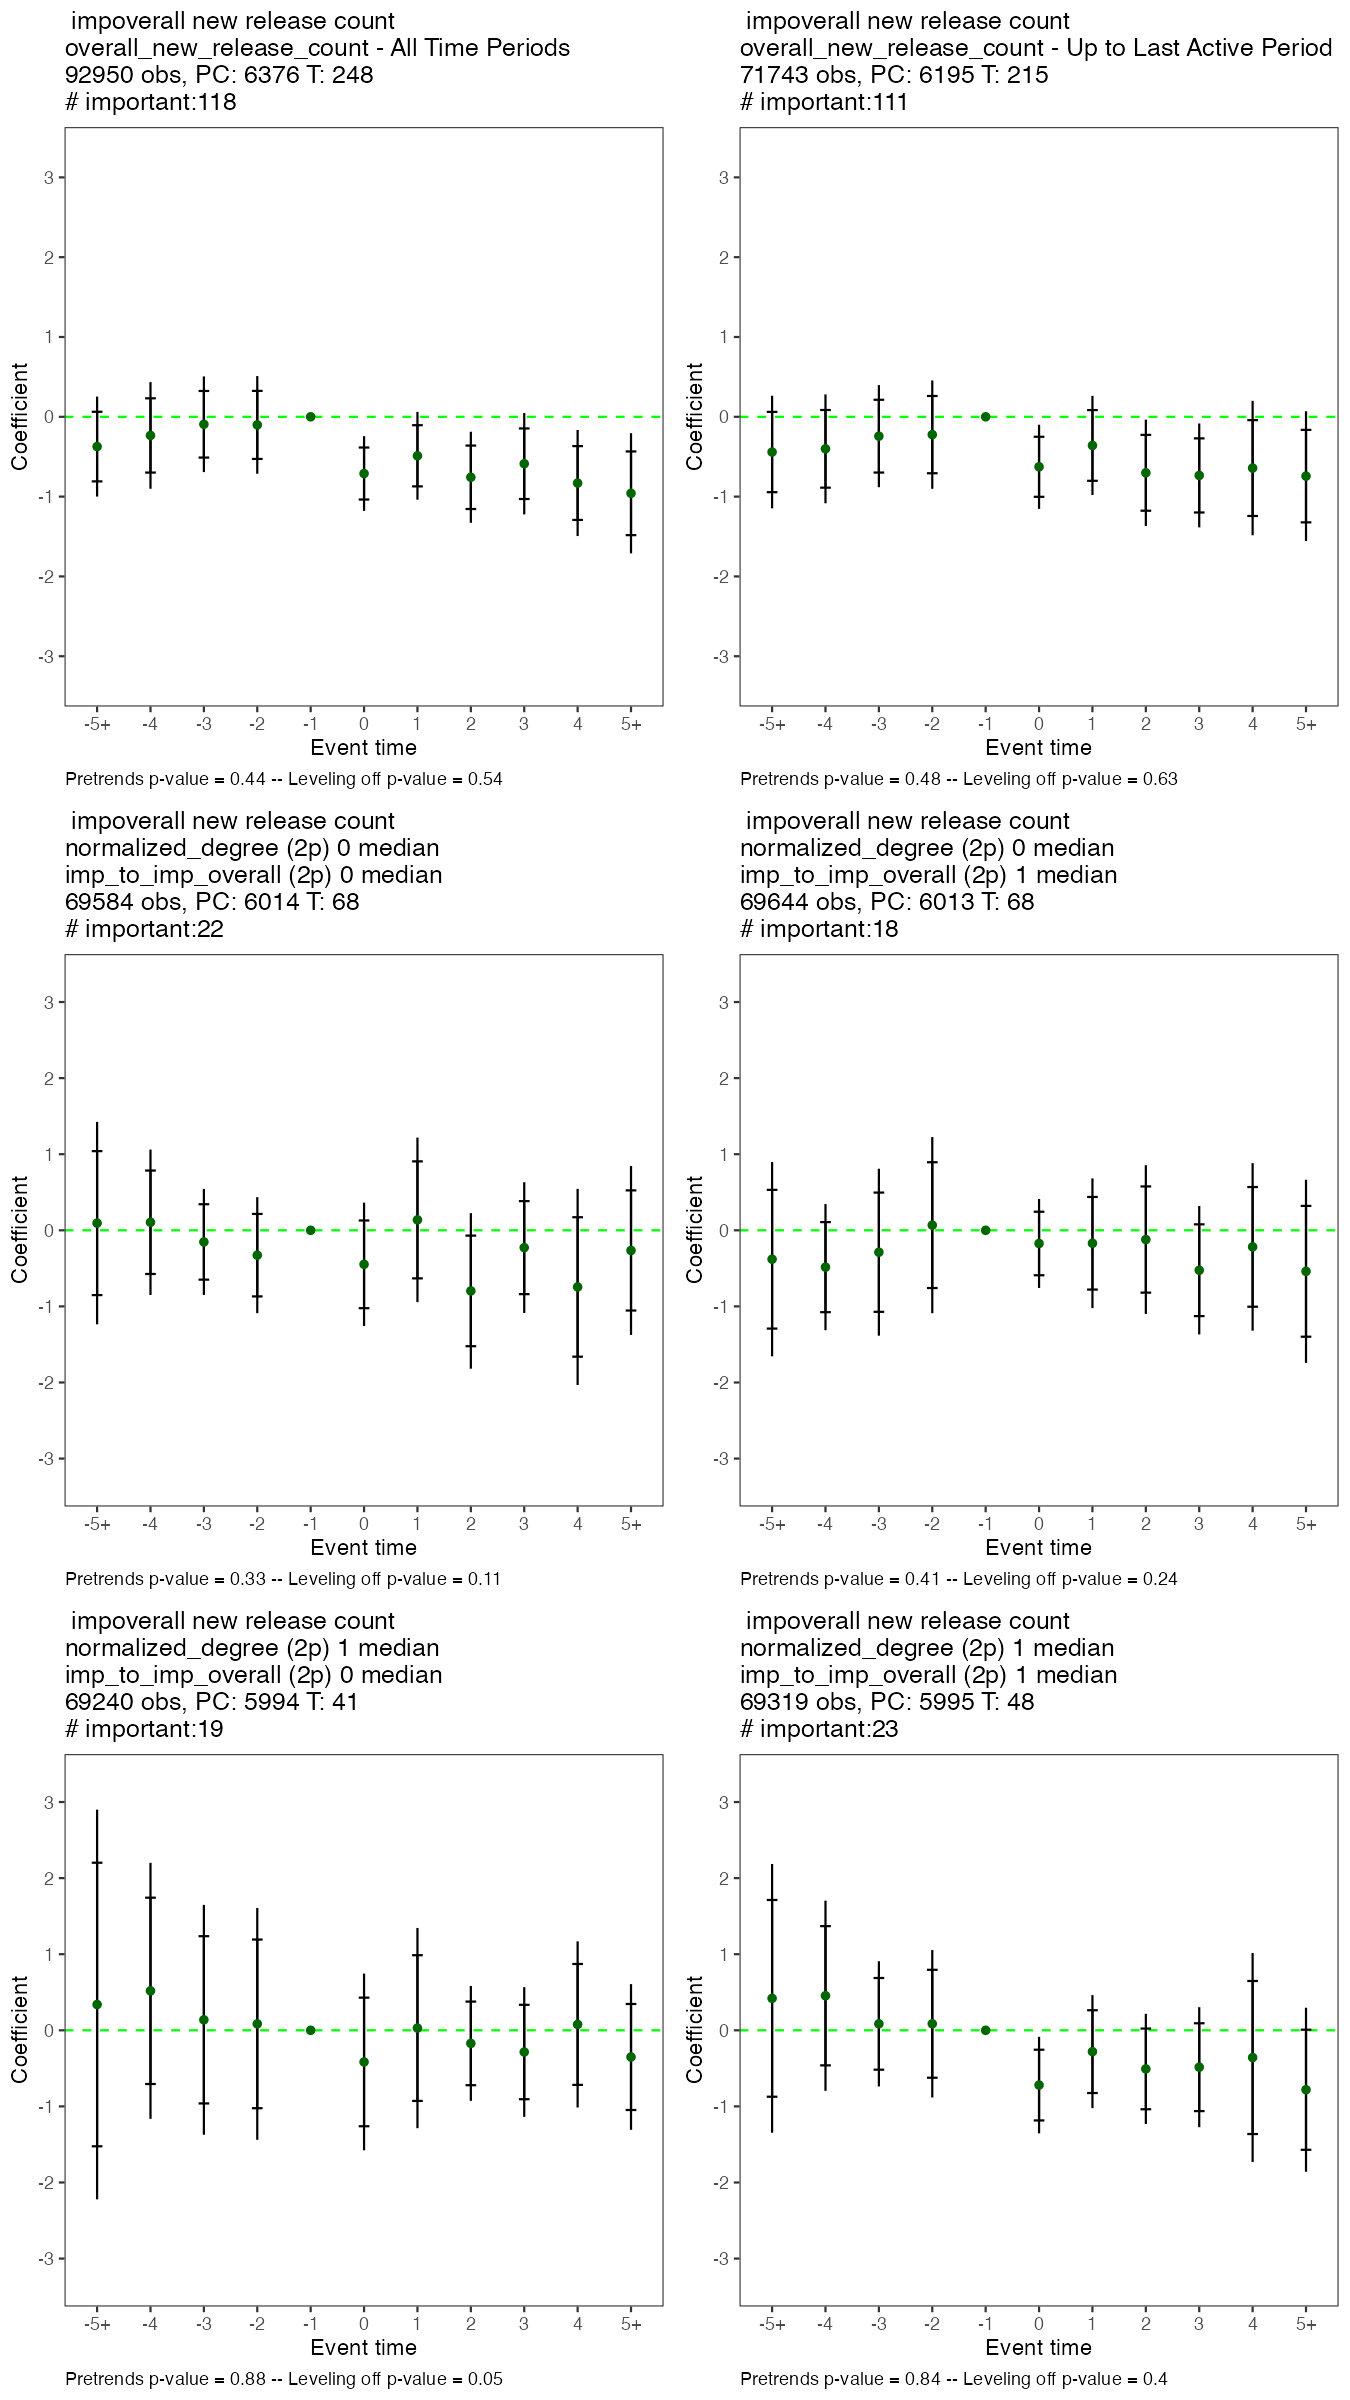 impoverall new release count
overall_new_release_count - All Time Periods
92950 obs, PC: 6376 T: 248
# important:118
3
2
1
0
-1
-2
-3
Coefficient
-5+ -4 -3 -2 -1 0 1 2 3 4 5+
Event time
Pretrends p-value = 0.44 -- Leveling off p-value = 0.54
impoverall new release count
overall_new_release_count - Up to Last Active Period
71743 obs, PC: 6195 T: 215
# important:111
3
2
1
0
-1
-2
-3
Coefficient
-5+ -4 -3 -2 -1 0 1 2 3 4 5+
Event time
Pretrends p-value = 0.48 -- Leveling off p-value = 0.63
impoverall new release count
normalized_degree (2p) 0 median
imp_to_imp_overall (2p) 0 median
69584 obs, PC: 6014 T: 68
# important:22
3
2
1
0
-1
-2
-3
Coefficient
-5+ -4 -3 -2 -1 0 1 2 3 4 5+
Event time
Pretrends p-value = 0.33 -- Leveling off p-value = 0.11
impoverall new release count
normalized_degree (2p) 0 median
imp_to_imp_overall (2p) 1 median
69644 obs, PC: 6013 T: 68
# important:18
3
2
1
0
-1
-2
-3
Coefficient
-5+ -4 -3 -2 -1 0 1 2 3 4 5+
Event time
Pretrends p-value = 0.41 -- Leveling off p-value = 0.24
impoverall new release count
normalized_degree (2p) 1 median
imp_to_imp_overall (2p) 0 median
69240 obs, PC: 5994 T: 41
# important:19
3
2
1
0
-1
-2
-3
Coefficient
-5+ -4 -3 -2 -1 0 1 2 3 4 5+
Event time
Pretrends p-value = 0.88 -- Leveling off p-value = 0.05
impoverall new release count
normalized_degree (2p) 1 median
imp_to_imp_overall (2p) 1 median
69319 obs, PC: 5995 T: 48
# important:23
3
2
1
0
-1
-2
-3
Coefficient
-5+ -4 -3 -2 -1 0 1 2 3 4 5+
Event time
Pretrends p-value = 0.84 -- Leveling off p-value = 0.4